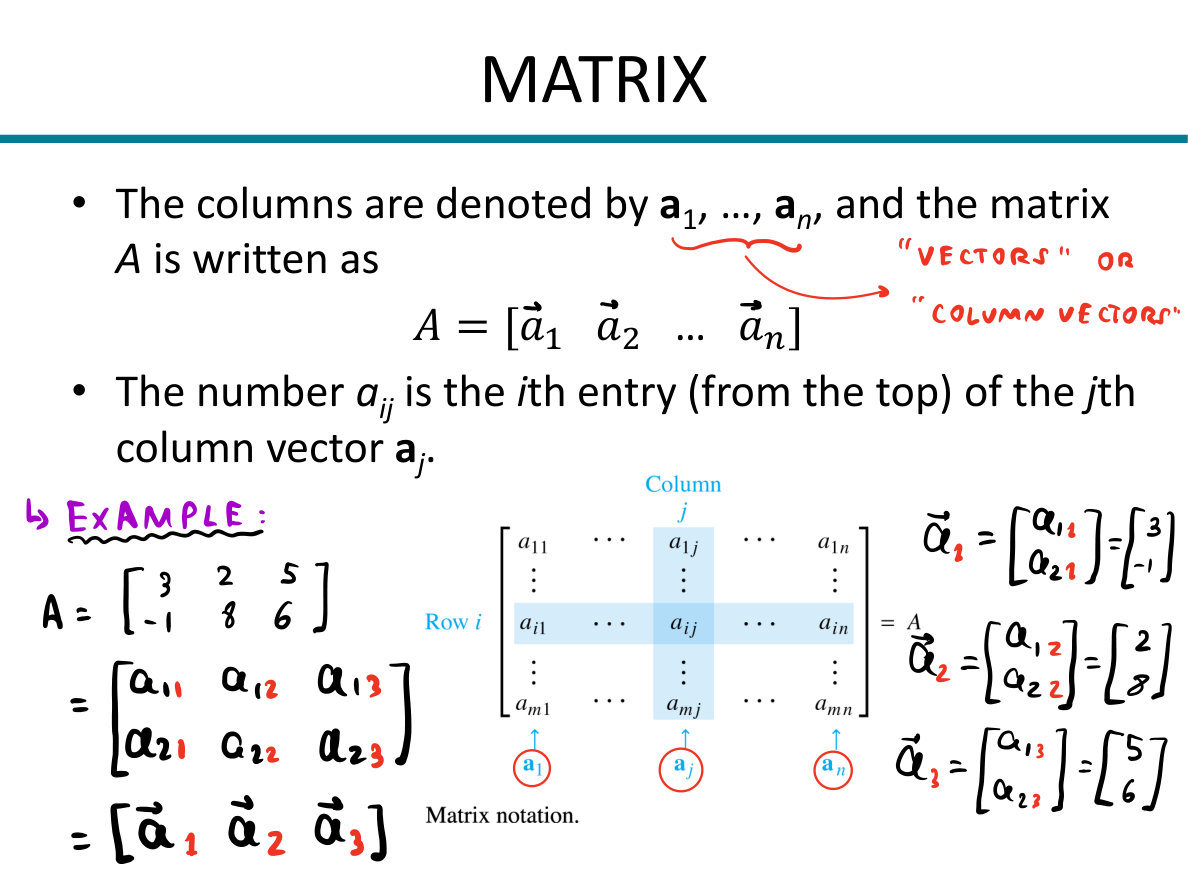 MATRIX
• The columns are denoted by a₁, …, aₙ, and the matrix
A is written as
"VECTORS" OR
"COLUMN VECTORS"
A = [a⃗₁ a⃗₂ … a⃗ₙ]
• The number aᵢⱼ is the ith entry (from the top) of the jth
column vector aⱼ.
↳ EXAMPLE:
A = [3 2 5
-1 8 6]
= [a₁₁ a₁₂ a₁₃
a₂₁ a₂₂ a₂₃]
= [a⃗₁ a⃗₂ a⃗₃]
Column
j
a₁₁ ⋯ a₁ⱼ ⋯ a₁ₙ
⋮ ⋮ ⋮
Row i aᵢ₁ ⋯ aᵢⱼ ⋯ aᵢₙ = A
⋮ ⋮ ⋮
aₘ₁ ⋯ aₘⱼ ⋯ aₘₙ
↑ ↑ ↑
a₁ aⱼ aₙ
Matrix notation.
a⃗₁ = [a₁₁ a₂₁] = [3 -1]
a⃗₂ = [a₁₂ a₂₂] = [2 8]
a⃗₃ = [a₁₃ a₂₃] = [5 6]